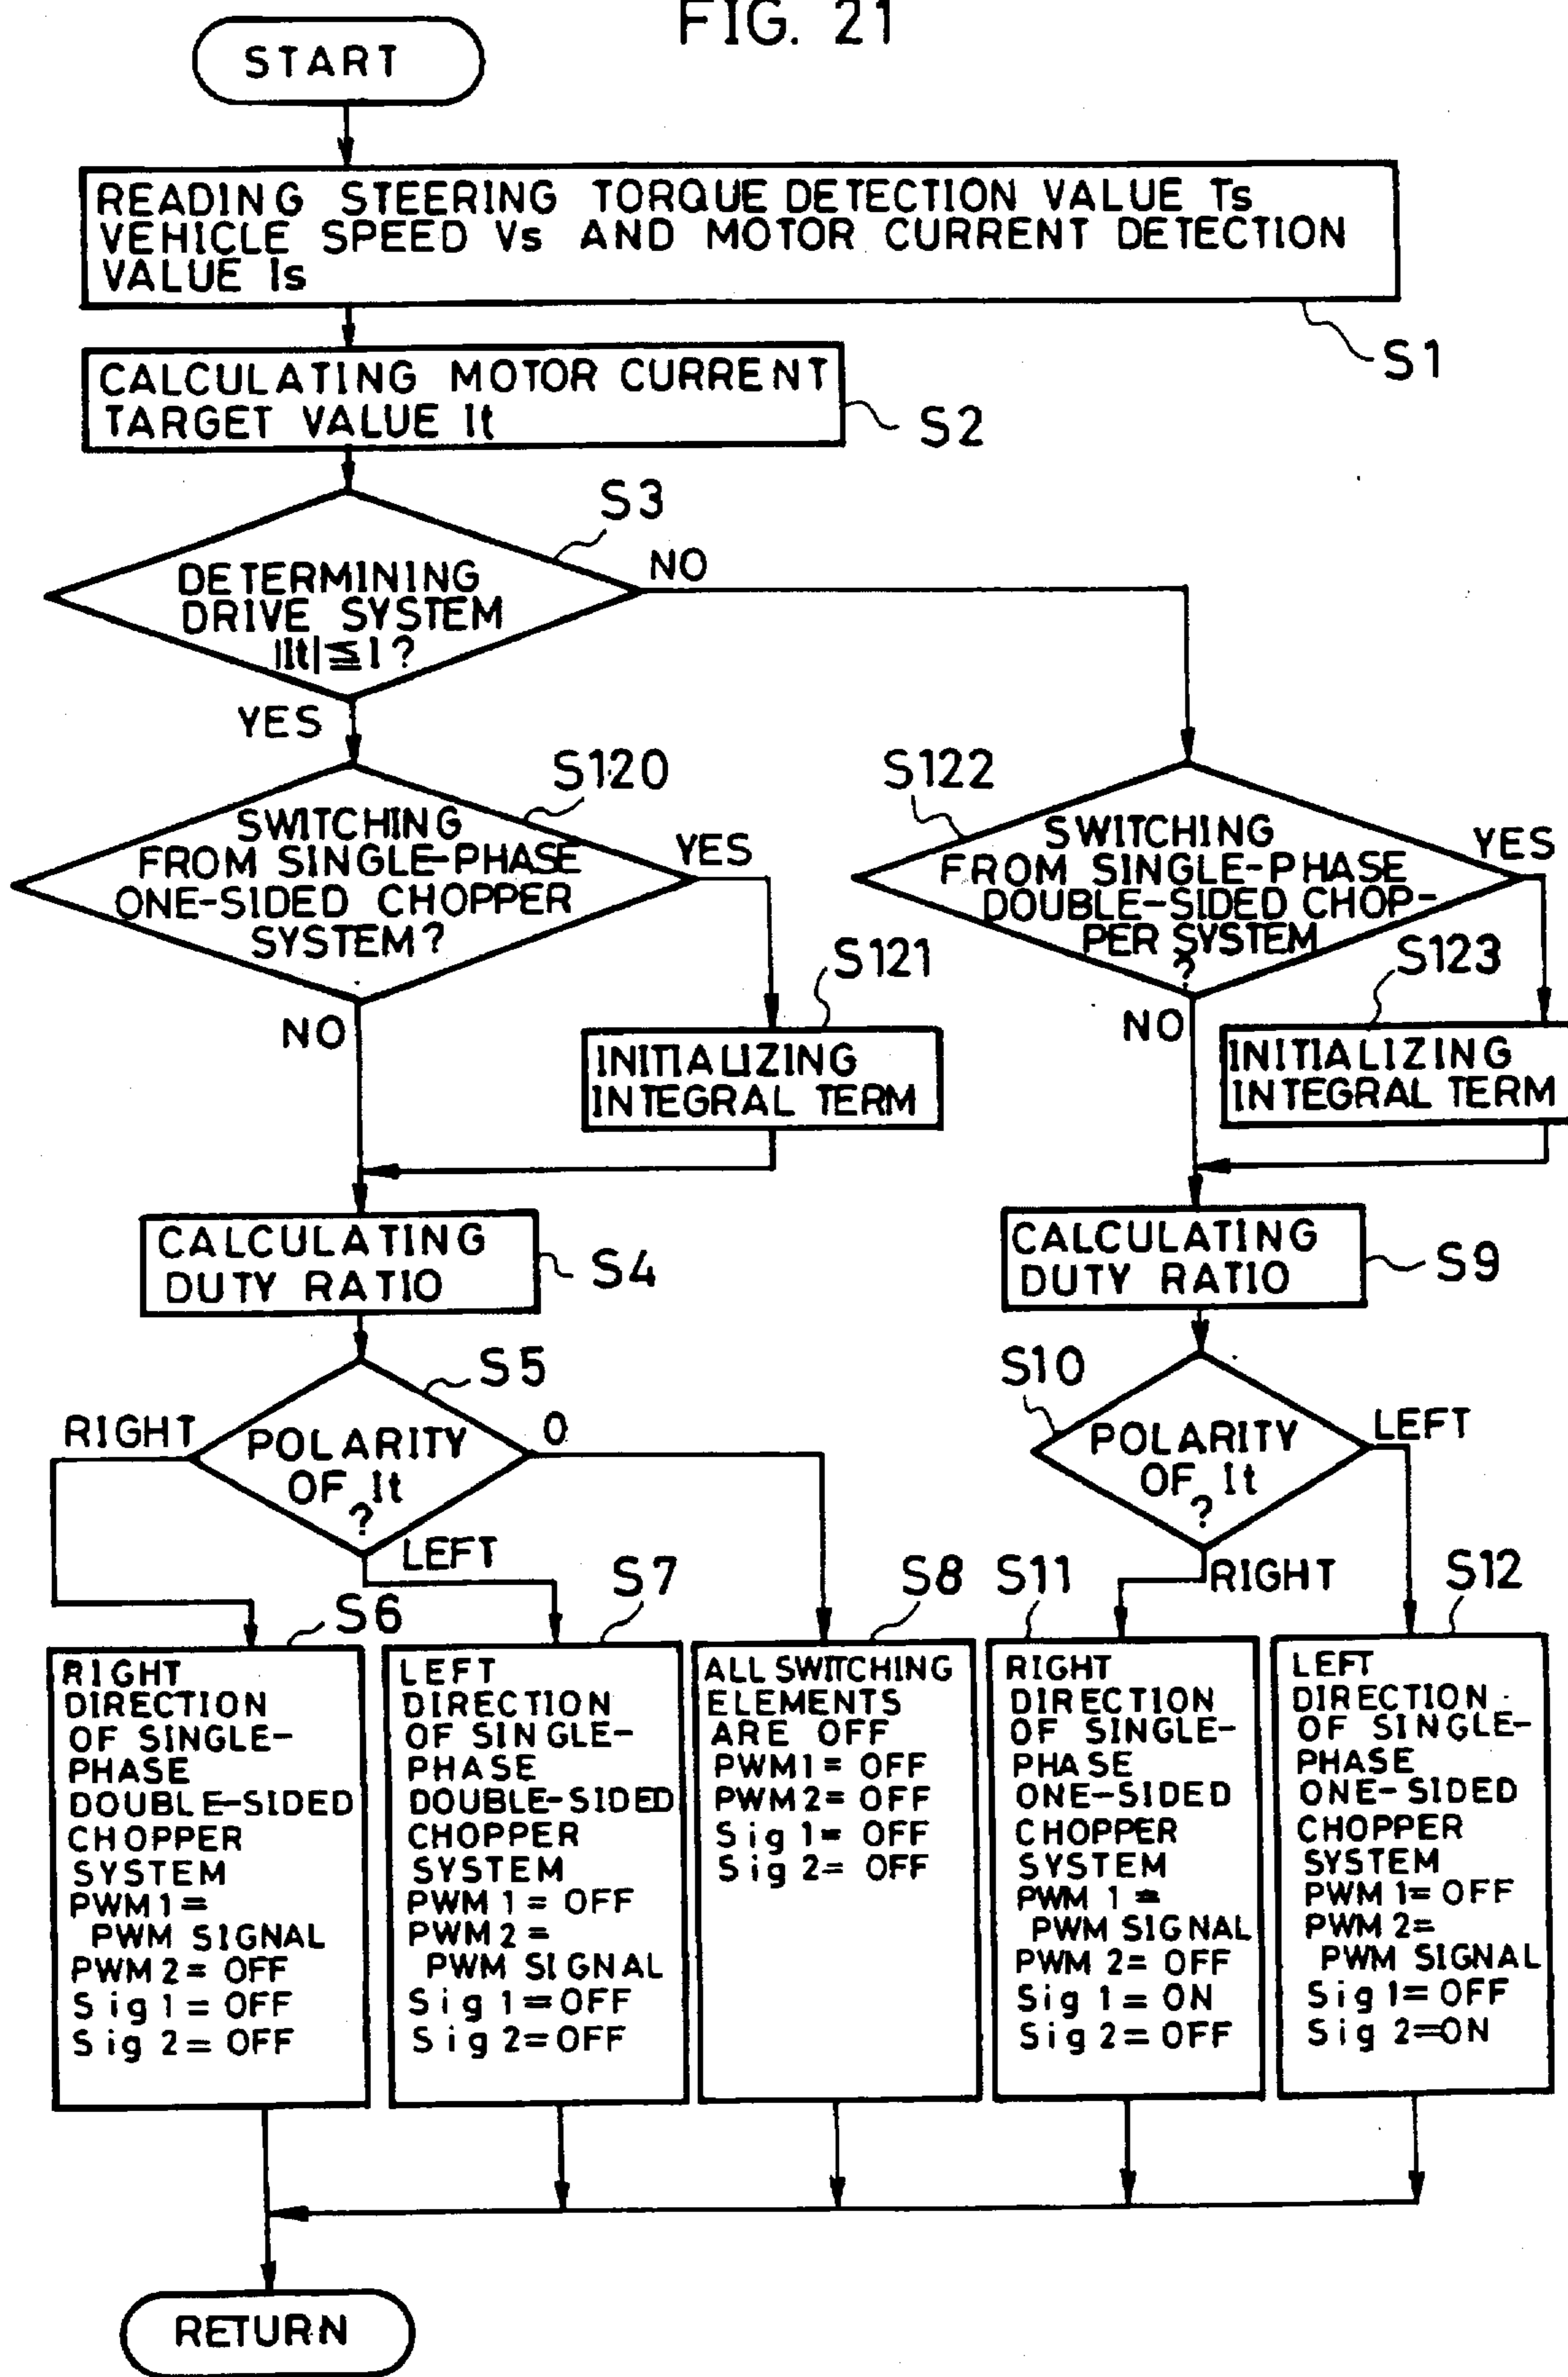 FIG. 21
START
READING STEERING TORQUE DETECTION VALUE Ts
VEHICLE SPEED Vs AND MOTOR CURRENT DETECTION
VALUE Is
S1
CALCULATING MOTOR CURRENT
TARGET VALUE It
S2
S3
DETERMINING
DRIVE SYSTEM
|It|≦I?
NO
YES
S120
SWITCHING
FROM SINGLE-PHASE
ONE-SIDED CHOPPER
SYSTEM?
YES
NO
S121
INITIALIZING
INTEGRAL TERM
S122
SWITCHING
FROM SINGLE-PHASE
DOUBLE-SIDED CHOP-
PER SYSTEM
?
YES
NO
S123
INITIALIZING
INTEGRAL TERM
CALCULATING
DUTY RATIO
S4
CALCULATING
DUTY RATIO
S9
S5
POLARITY
OF It
?
RIGHT
0
LEFT
S10
POLARITY
OF It
?
LEFT
RIGHT
S6
RIGHT
DIRECTION
OF SINGLE-
PHASE
DOUBLE-SIDED
CHOPPER
SYSTEM
PWM 1=
PWM SIGNAL
PWM 2= OFF
Sig 1= OFF
Sig 2= OFF
S7
LEFT
DIRECTION
OF SINGLE-
PHASE
DOUBLE-SIDED
CHOPPER
SYSTEM
PWM 1= OFF
PWM 2=
PWM SIGNAL
Sig 1=OFF
Sig 2=OFF
S8
ALL SWITCHING
ELEMENTS
ARE OFF
PWM1= OFF
PWM2= OFF
Sig 1= OFF
Sig 2= OFF
S11
RIGHT
DIRECTION
OF SINGLE-
PHASE
ONE-SIDED
CHOPPER
SYSTEM
PWM 1=
PWM SIGNAL
PWM 2= OFF
Sig 1= ON
Sig 2= OFF
S12
LEFT
DIRECTION
OF SINGLE-
PHASE
ONE-SIDED
CHOPPER
SYSTEM
PWM 1= OFF
PWM 2=
PWM SIGNAL
Sig 1= OFF
Sig 2=ON
RETURN